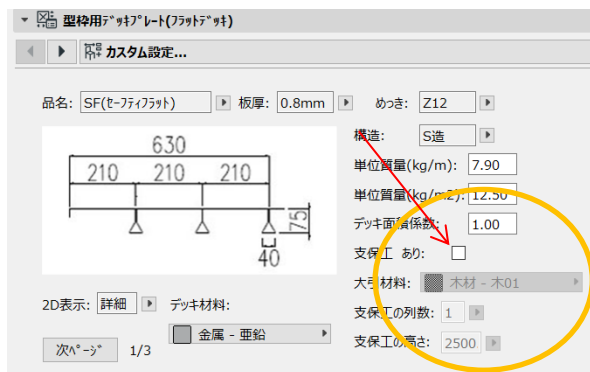 型枠用ﾃﾞｯｷﾌﾟﾚｰﾄ(ﾌﾗｯﾄﾃﾞｯｷ)
カスタム設定...
品名: SF(ｾｰﾌﾃｨﾌﾗｯﾄ) 板厚: 0.8mm めっき: Z12
構造: S造
単位質量(kg/m): 7.90
単位質量(kg/m2): 12.50
デッキ面積係数: 1.00
支保工 あり:
大引材料: 木材 - 木01
支保工の列数: 1
支保工の高さ: 2500
630
210 210 210
75
40
2D表示: 詳細 デッキ材料:
金属 - 亜鉛
次ﾍﾟｰｼﾞ 1/3